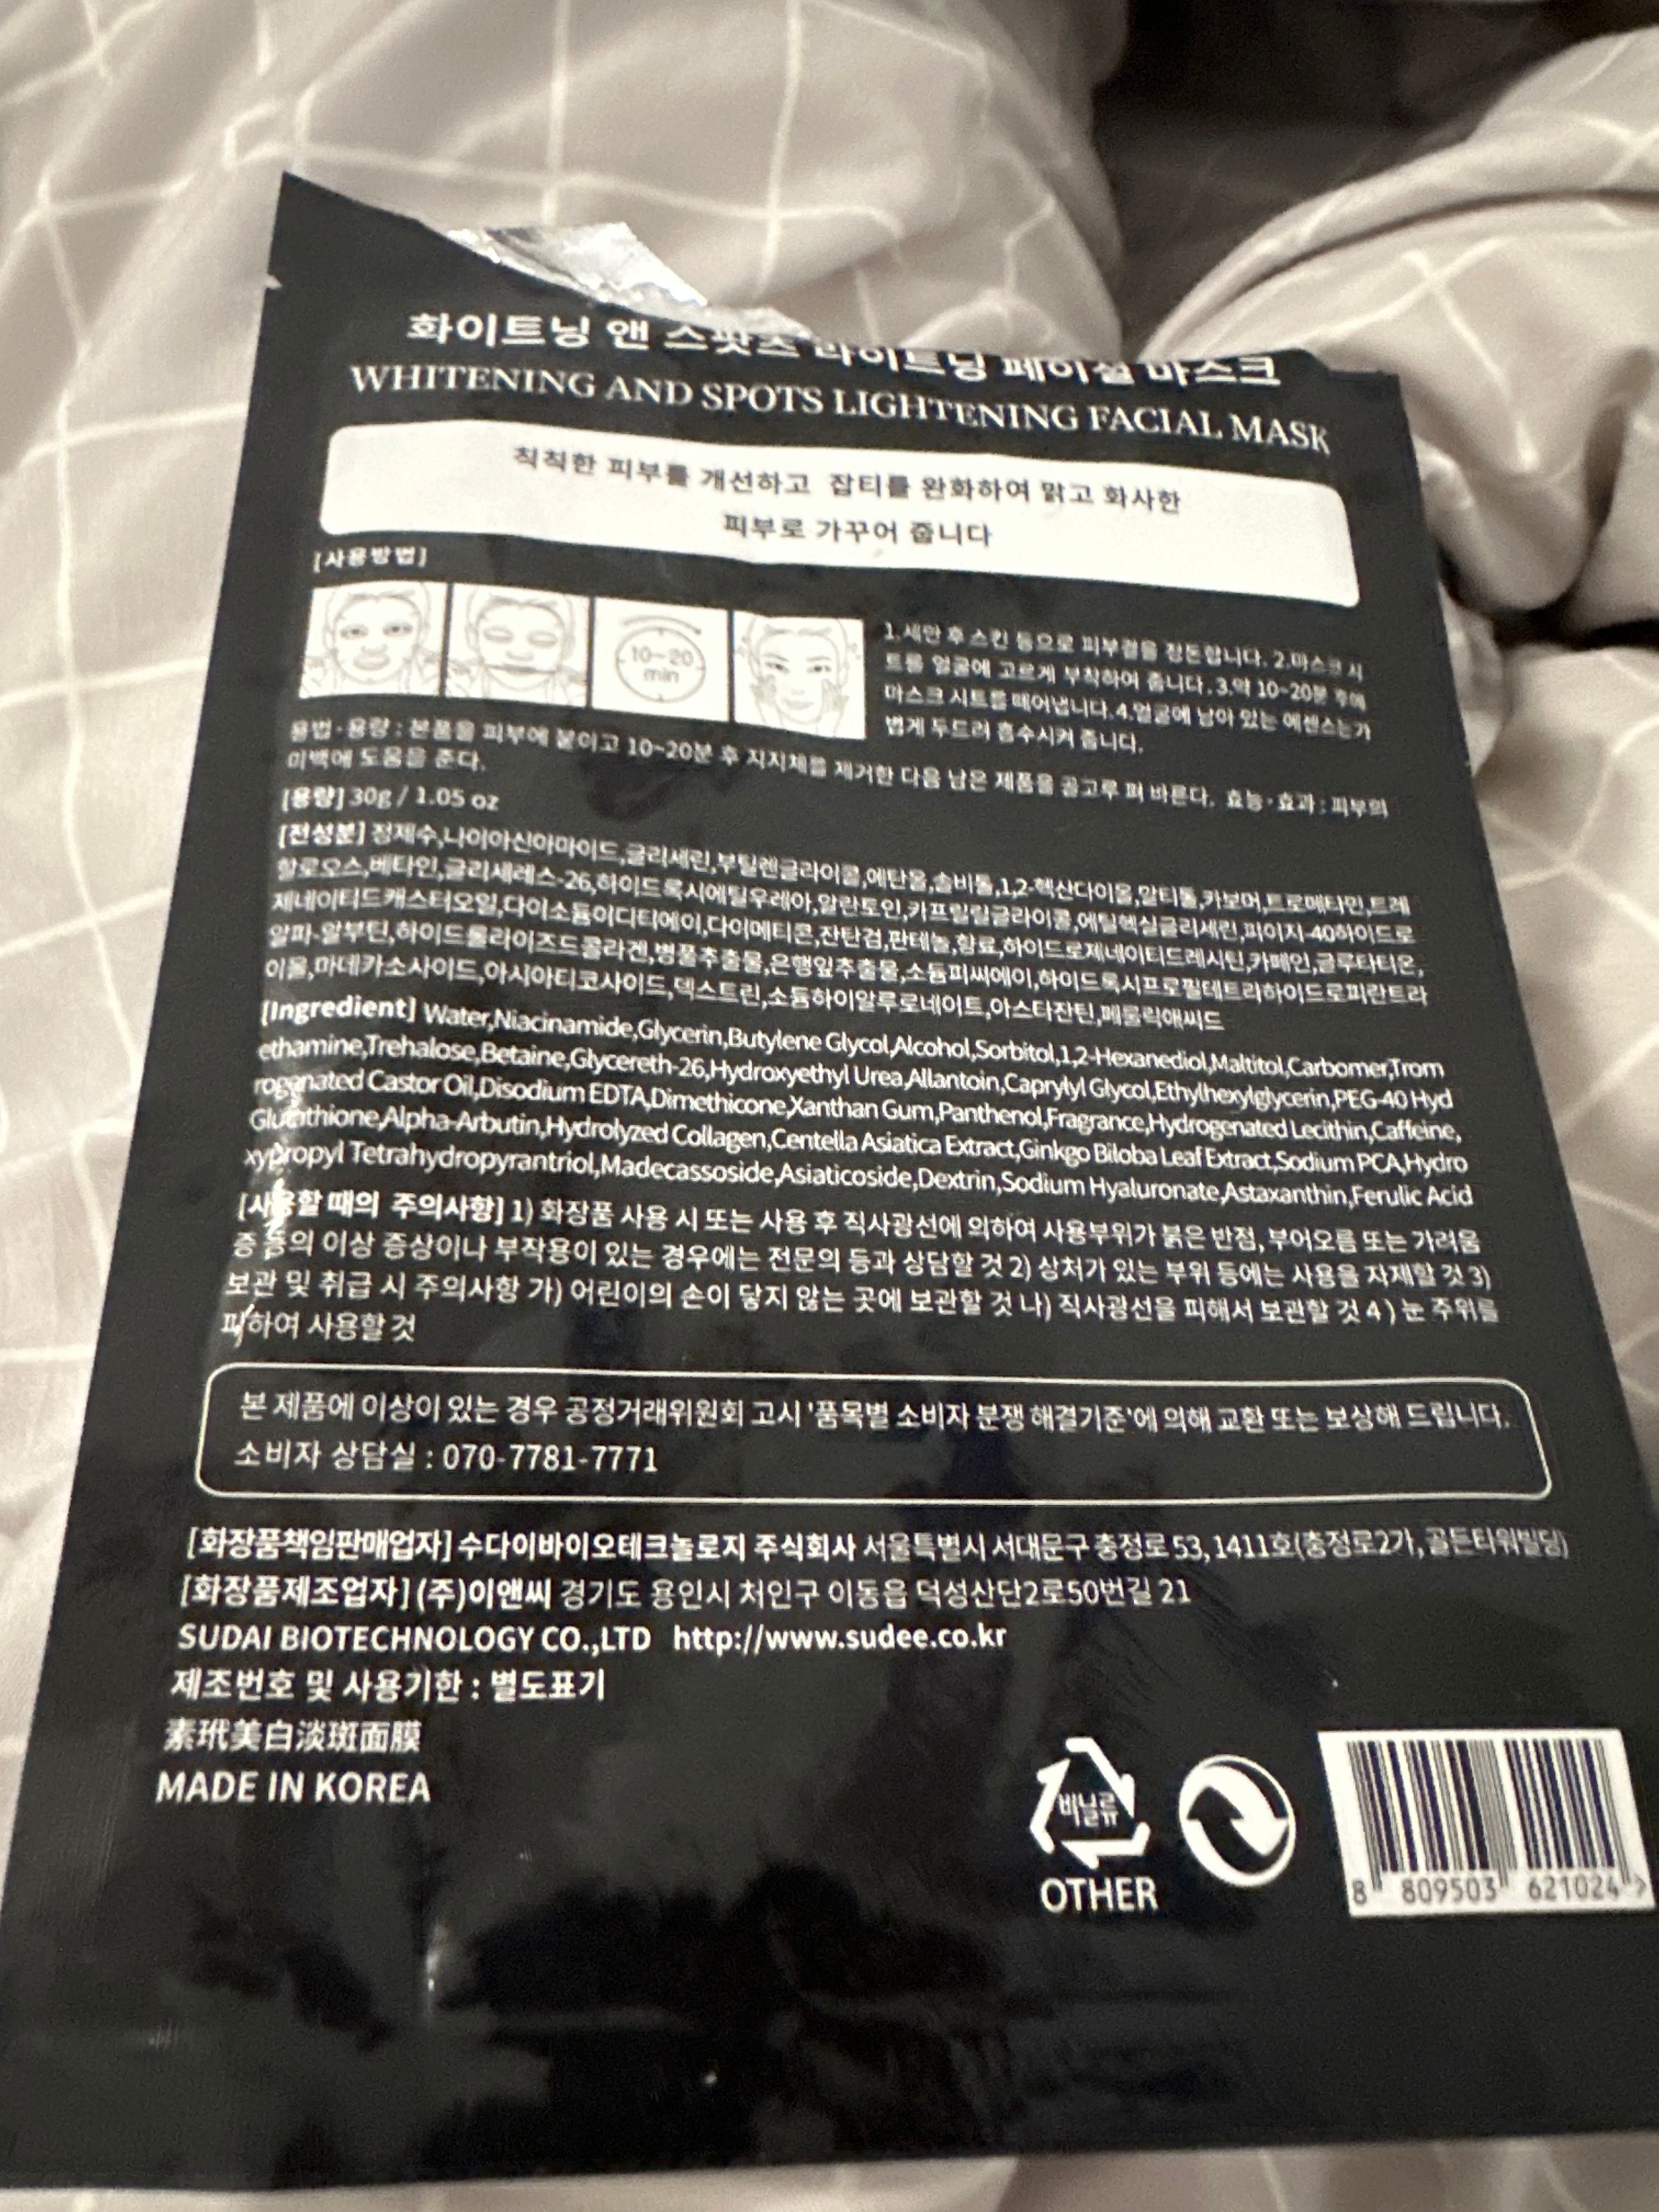 화이트닝 앤 스팟츠 라이트닝 페이셜 마스크
WHITENING AND SPOTS LIGHTENING FACIAL MASK
칙칙한 피부를 개선하고 잡티를 완화하여 맑고 화사한
피부로 가꾸어 줍니다
[사용방법]
10~20
min
1.세안 후 스킨 등으로 피부결을 정돈합니다. 2.마스크 시
트를 얼굴에 고르게 부착하여 줍니다. 3.약 10~20분 후에
마스크 시트를 떼어냅니다. 4.얼굴에 남아 있는 에센스는 가
볍게 두드려 흡수시켜 줍니다.
용법·용량 : 본품을 피부에 붙이고 10~20분 후 지지체를 제거한 다음 남은 제품을 골고루 펴 바른다. 효능·효과 : 피부의
미백에 도움을 준다.
[용량] 30g / 1.05 oz
[전성분] 정제수,나이아신아마이드,글리세린,부틸렌글라이콜,에탄올,솔비톨,1,2-헥산다이올,말티톨,카보머,트로메타민,트레
할로오스,베타인,글리세레스-26,하이드록시에틸우레아,알란토인,카프릴릴글라이콜,에틸헥실글리세린,피이지-40하이드로
제네이티드캐스터오일,다이소듐이디티에이,다이메티콘,잔탄검,판테놀,향료,하이드로제네이티드레시틴,카페인,글루타티온,
알파-알부틴,하이드롤라이즈드콜라겐,병풀추출물,은행잎추출물,소듐피씨에이,하이드록시프로필테트라하이드로피란트라
이올,마데카소사이드,아시아티코사이드,덱스트린,소듐하이알루로네이트,아스타잔틴,페룰릭애씨드
[Ingredient] Water,Niacinamide,Glycerin,Butylene Glycol,Alcohol,Sorbitol,1,2-Hexanediol,Maltitol,Carbomer,Trom
ethamine,Trehalose,Betaine,Glycereth-26,Hydroxyethyl Urea,Allantoin,Caprylyl Glycol,Ethylhexylglycerin,PEG-40 Hyd
rogenated Castor Oil,Disodium EDTA,Dimethicone,Xanthan Gum,Panthenol,Fragrance,Hydrogenated Lecithin,Caffeine,
Glutathione,Alpha-Arbutin,Hydrolyzed Collagen,Centella Asiatica Extract,Ginkgo Biloba Leaf Extract,Sodium PCA,Hydro
xypropyl Tetrahydropyrantriol,Madecassoside,Asiaticoside,Dextrin,Sodium Hyaluronate,Astaxanthin,Ferulic Acid
[사용할 때의 주의사항] 1) 화장품 사용 시 또는 사용 후 직사광선에 의하여 사용부위가 붉은 반점, 부어오름 또는 가려움
증 등의 이상 증상이나 부작용이 있는 경우에는 전문의 등과 상담할 것 2) 상처가 있는 부위 등에는 사용을 자제할 것 3)
보관 및 취급 시 주의사항 가) 어린이의 손이 닿지 않는 곳에 보관할 것 나) 직사광선을 피해서 보관할 것 4 ) 눈 주위를
피하여 사용할 것
본 제품에 이상이 있는 경우 공정거래위원회 고시 '품목별 소비자 분쟁 해결기준'에 의해 교환 또는 보상해 드립니다.
소비자 상담실 : 070-7781-7771
[화장품책임판매업자] 수다이바이오테크놀로지 주식회사 서울특별시 서대문구 충정로 53, 1411호(충정로2가, 골든타워빌딩)
[화장품제조업자] (주)이앤씨 경기도 용인시 처인구 이동읍 덕성산단2로50번길 21
SUDAI BIOTECHNOLOGY CO.,LTD http://www.sudee.co.kr
제조번호 및 사용기한 : 별도표기
素玳美白淡斑面膜
MADE IN KOREA
비닐류
OTHER
8 809503 621024 >